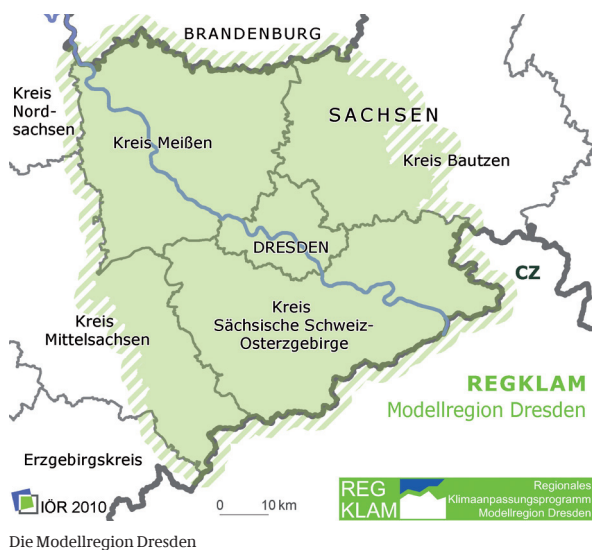 BRANDENBURG
Kreis
Nord-
sachsen
SACHSEN
Kreis Meißen
Kreis Bautzen
DRESDEN
CZ
Kreis
Sächsische Schweiz-
Osterzgebirge
Kreis
Mittelsachsen
REGKLAM
Modellregion Dresden
Erzgebirgskreis
IÖR 2010
0 10 km
REG
KLAM
Regionales
Klimaanpassungsprogramm
Modellregion Dresden
Die Modellregion Dresden